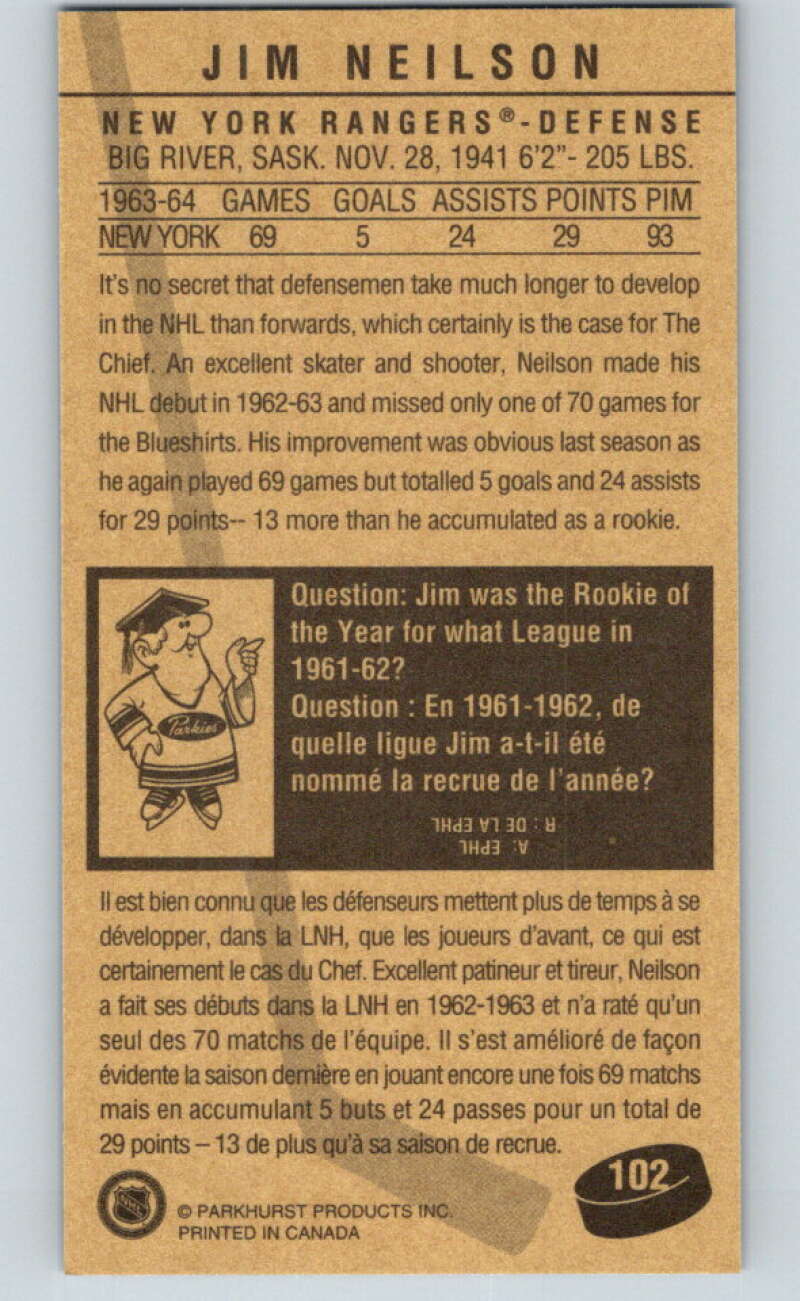 JIM NEILSON
NEW YORK RANGERS®-DEFENSE
BIG RIVER, SASK. NOV. 28, 1941 6'2"- 205 LBS.
1963-64 GAMES GOALS ASSISTS POINTS PIM
NEW YORK 69 5 24 29 93
It's no secret that defensemen take much longer to develop
in the NHL than forwards, which certainly is the case for The
Chief. An excellent skater and shooter, Neilson made his
NHL debut in 1962-63 and missed only one of 70 games for
the Blueshirts. His improvement was obvious last season as
he again played 69 games but totalled 5 goals and 24 assists
for 29 points-- 13 more than he accumulated as a rookie.
Parkies
Question: Jim was the Rookie of
the Year for what League in
1961-62?
Question : En 1961-1962, de
quelle ligue Jim a-t-il été
nommé la recrue de l'année?
A: EPHL
R : DE LA EPHL
Il est bien connu que les défenseurs mettent plus de temps à se
développer, dans la LNH, que les joueurs d'avant, ce qui est
certainement le cas du Chef. Excellent patineur et tireur, Neilson
a fait ses débuts dans la LNH en 1962-1963 et n'a raté qu'un
seul des 70 matchs de l'équipe. Il s'est amélioré de façon
évidente la saison dernière en jouant encore une fois 69 matchs
mais en accumulant 5 buts et 24 passes pour un total de
29 points – 13 de plus qu'à sa saison de recrue.
102
NHL
© PARKHURST PRODUCTS INC.
PRINTED IN CANADA